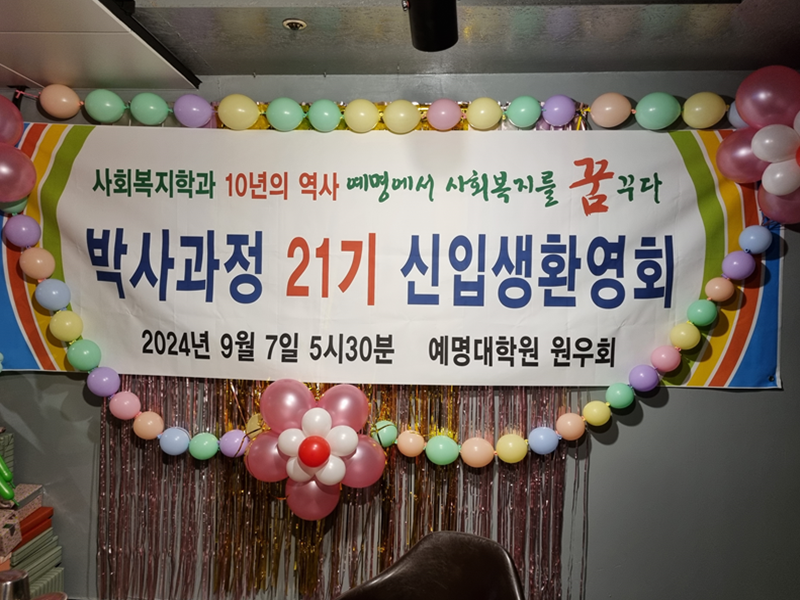 사회복지학과 10년의 역사 예명에서 사회복지를 꿈꾸다
박사과정 21기 신입생환영회
2024년 9월 7일 5시30분 예명대학원 원우회